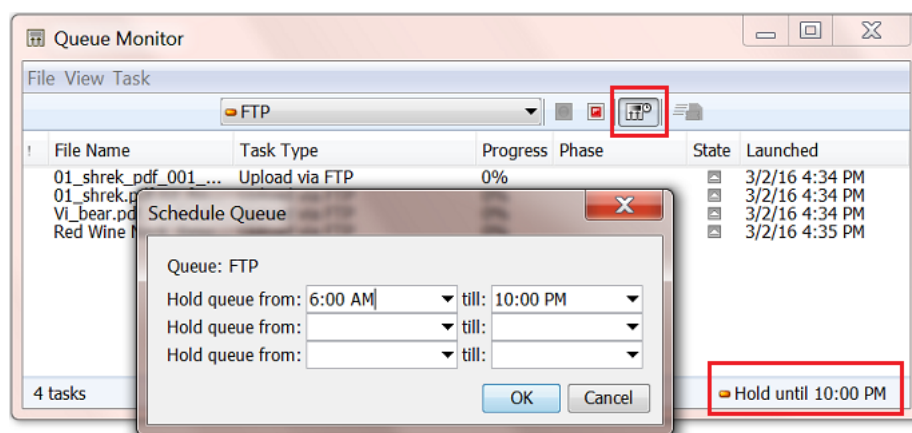 Queue Monitor
File View Task
FTP
! File Name Task Type Progress Phase State Launched
01_shrek_pdf_001_... Upload via FTP 0% 3/2/16 4:34 PM
01_shrek.p 3/2/16 4:34 PM
Vi_bear.pd 3/2/16 4:34 PM
Red Wine 3/2/16 4:35 PM
Schedule Queue
Queue: FTP
Hold queue from: 6:00 AM till: 10:00 PM
Hold queue from: till:
Hold queue from: till:
OK Cancel
4 tasks Hold until 10:00 PM